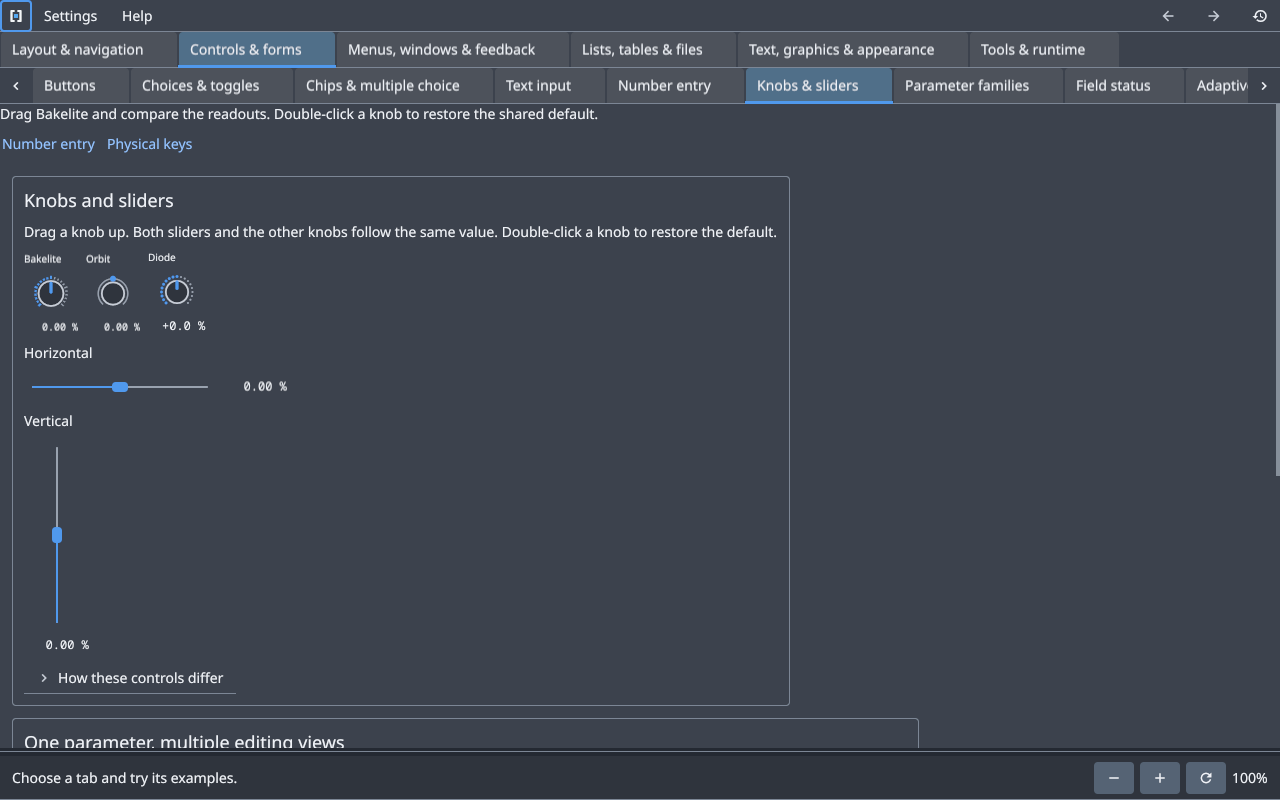 Settings Help
Layout & navigation Controls & forms Menus, windows & feedback Lists, tables & files Text, graphics & appearance Tools & runtime
Buttons Choices & toggles Chips & multiple choice Text input Number entry Knobs & sliders Parameter families Field status Adaptiv
Drag Bakelite and compare the readouts. Double-click a knob to restore the shared default.
Number entry Physical keys
Knobs and sliders
Drag a knob up. Both sliders and the other knobs follow the same value. Double-click a knob to restore the default.
Bakelite Orbit Diode
0.00 % 0.00 % +0.0 %
Horizontal
0.00 %
Vertical
0.00 %
How these controls differ
One parameter, multiple editing views
Choose a tab and try its examples. 100%